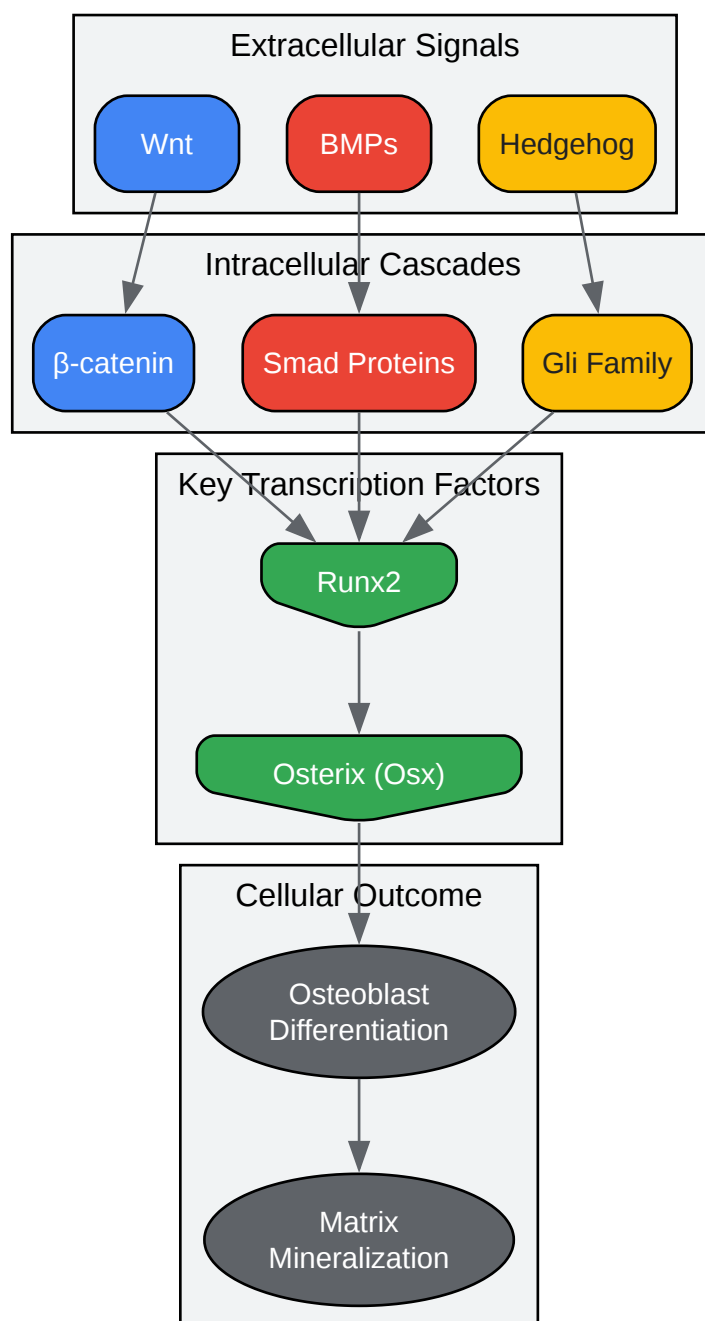 Extracellular Signals
Wnt
BMPs
Hedgehog
Intracellular Cascades
β-catenin
Smad Proteins
Gli Family
Key Transcription Factors
Runx2
Osterix (Osx)
Cellular Outcome
Osteoblast
Differentiation
Matrix
Mineralization